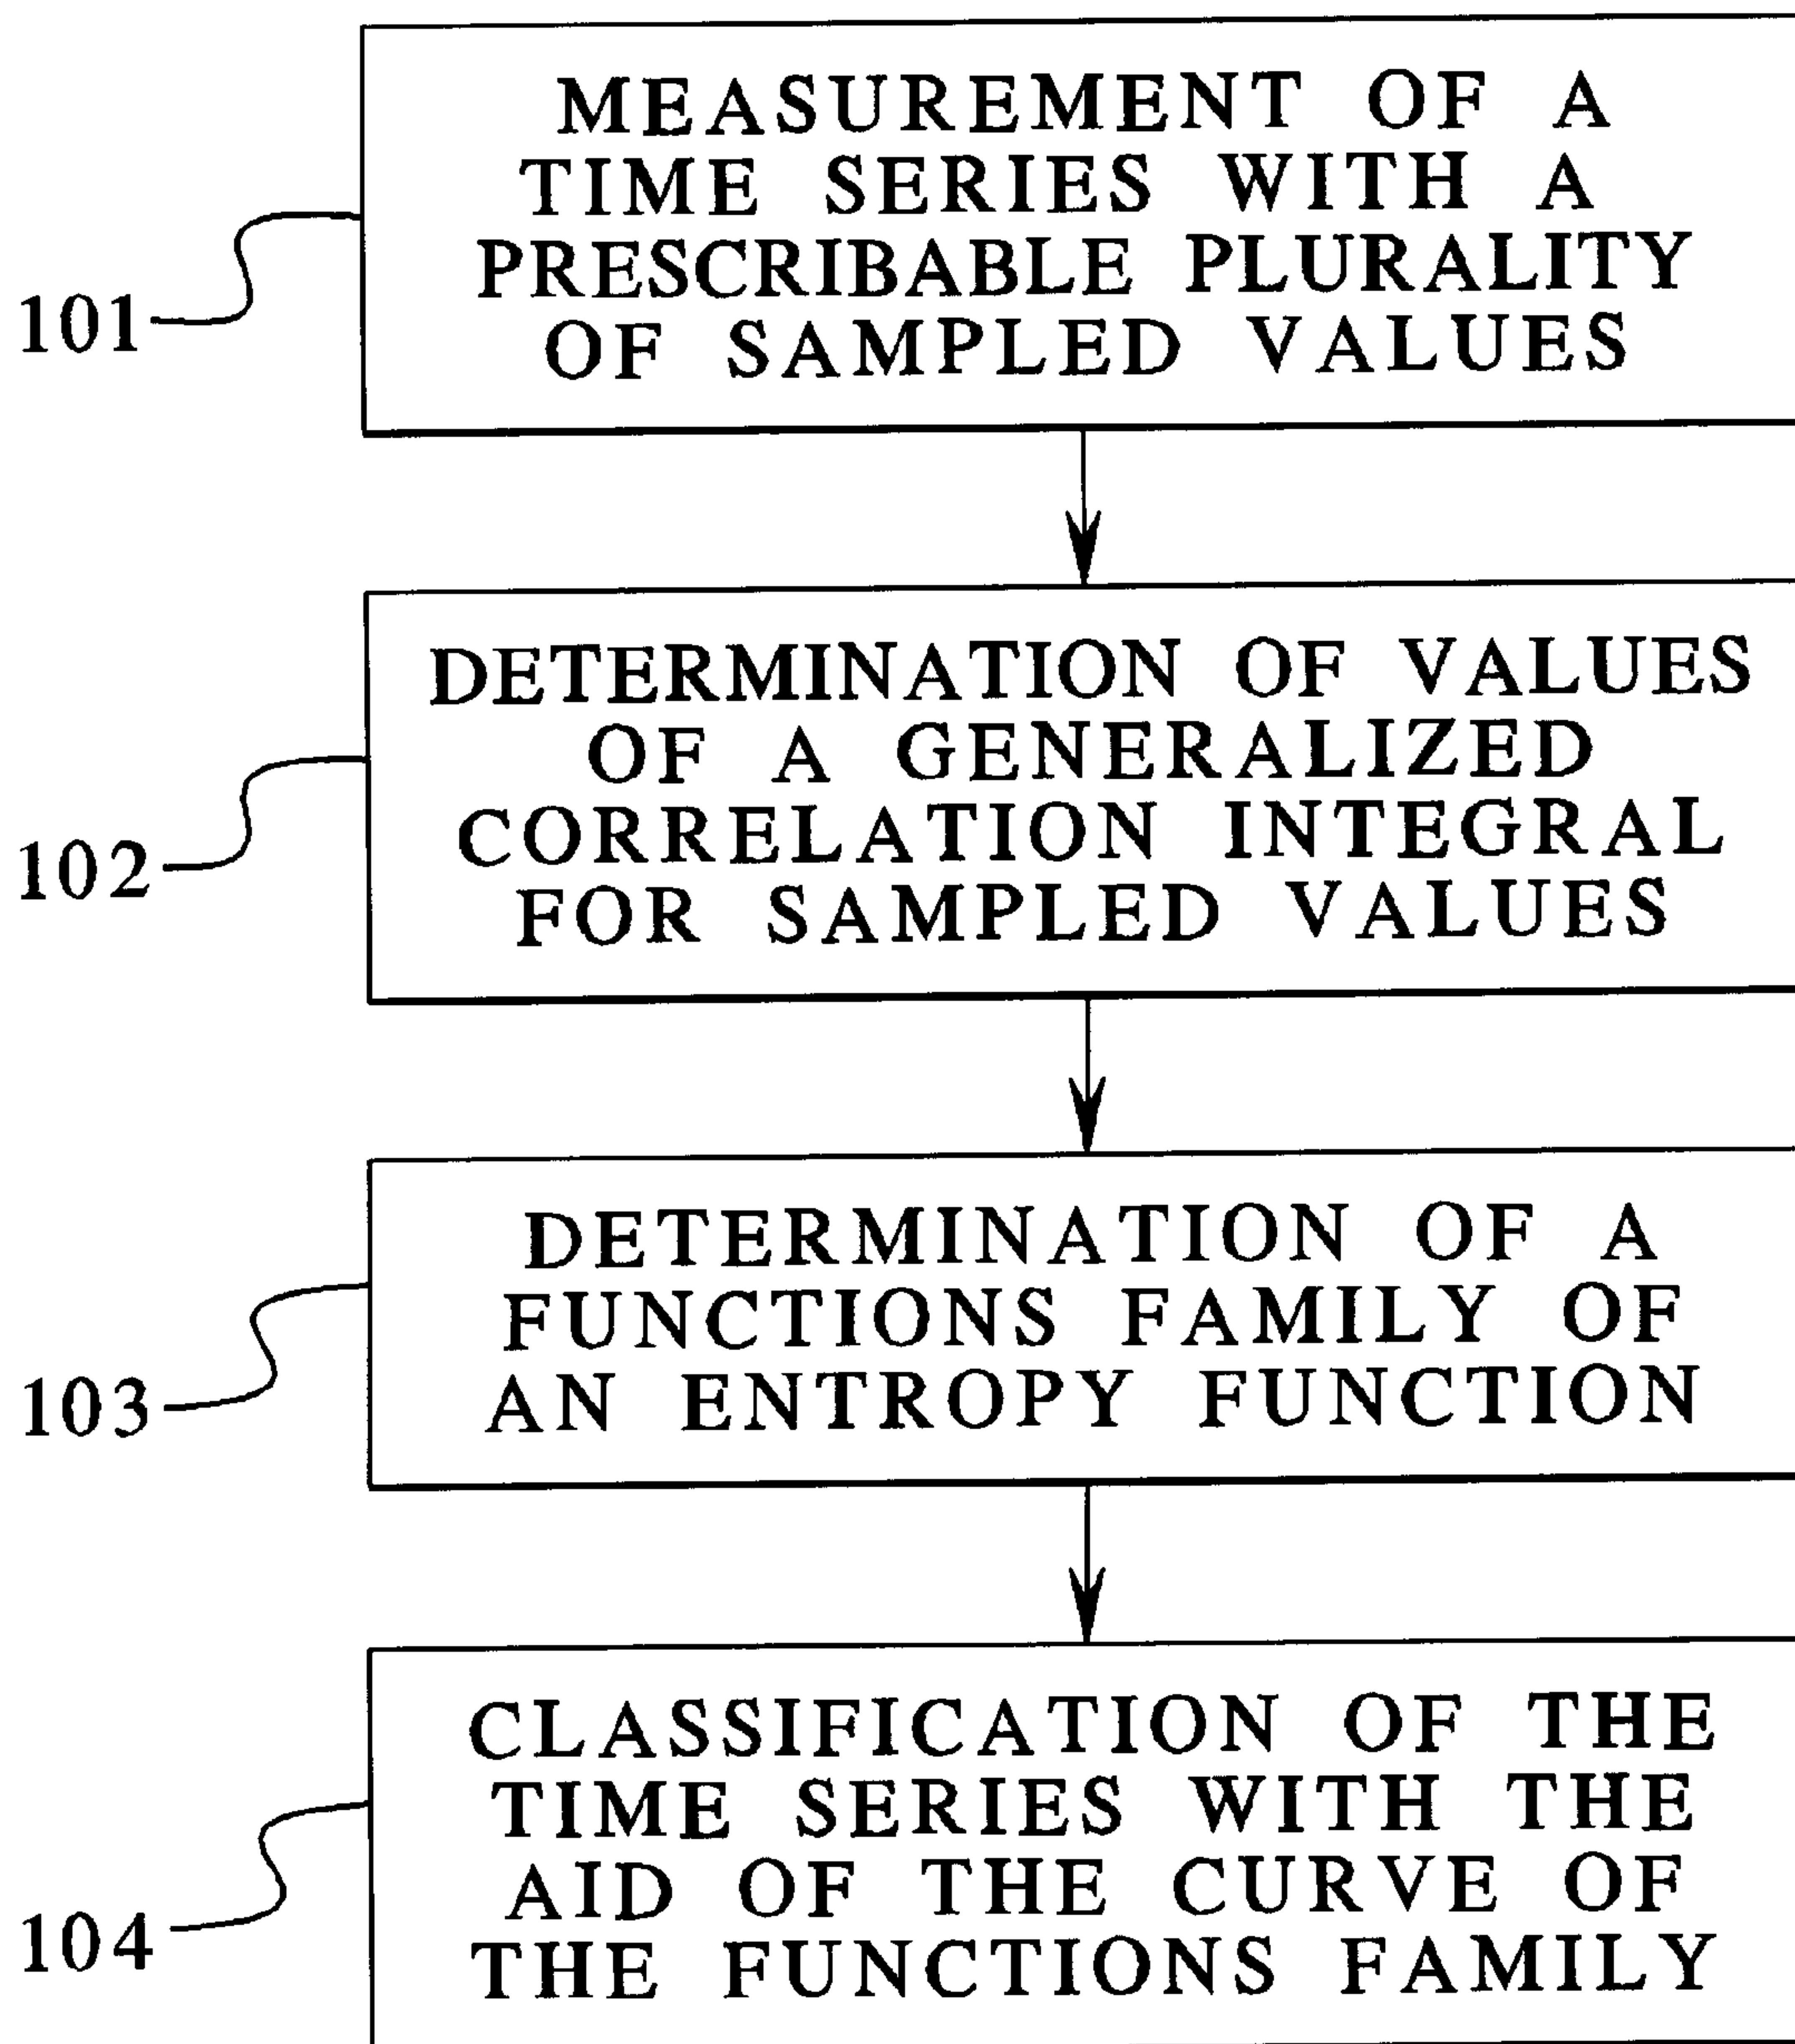 MEASUREMENT OF A
TIME SERIES WITH A
PRESCRIBABLE PLURALITY
OF SAMPLED VALUES
101
DETERMINATION OF VALUES
OF A GENERALIZED
CORRELATION INTEGRAL
FOR SAMPLED VALUES
102
DETERMINATION OF A
FUNCTIONS FAMILY OF
AN ENTROPY FUNCTION
103
CLASSIFICATION OF THE
TIME SERIES WITH THE
AID OF THE CURVE OF
THE FUNCTIONS FAMILY
104